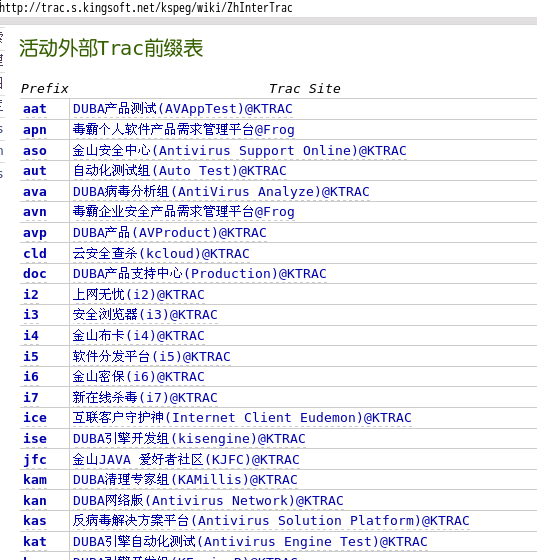 http://trac.s.kingsoft.net/kspeg/wiki/ZhInterTrac
活动外部Trac前缀表
Prefix Trac Site
aat DUBA产品测试(AVAppTest)@KTRAC
apn 毒霸个人软件产品需求管理平台@Frog
aso 金山安全中心(Antivirus Support Online)@KTRAC
aut 自动化测试组(Auto Test)@KTRAC
ava DUBA病毒分析组(AntiVirus Analyze)@KTRAC
avn 毒霸企业安全产品需求管理平台@Frog
avp DUBA产品(AVProduct)@KTRAC
cld 云安全查杀(kcloud)@KTRAC
doc DUBA产品支持中心(Production)@KTRAC
i2 上网无忧(i2)@KTRAC
i3 安全浏览器(i3)@KTRAC
i4 金山布卡(i4)@KTRAC
i5 软件分发平台(i5)@KTRAC
i6 金山密保(i6)@KTRAC
i7 新在线杀毒(i7)@KTRAC
ice 互联客户守护神(Internet Client Eudemon)@KTRAC
ise DUBA引擎开发组(kisengine)@KTRAC
jfc 金山JAVA 爱好者社区(KJFC)@KTRAC
kam DUBA清理专家组(KAMillis)@KTRAC
kan DUBA网络版(Antivirus Network)@KTRAC
kas 反病毒解决方案平台(Antivirus Solution Platform)@KTRAC
kat DUBA引擎自动化测试(Antivirus Engine Test)@KTRAC